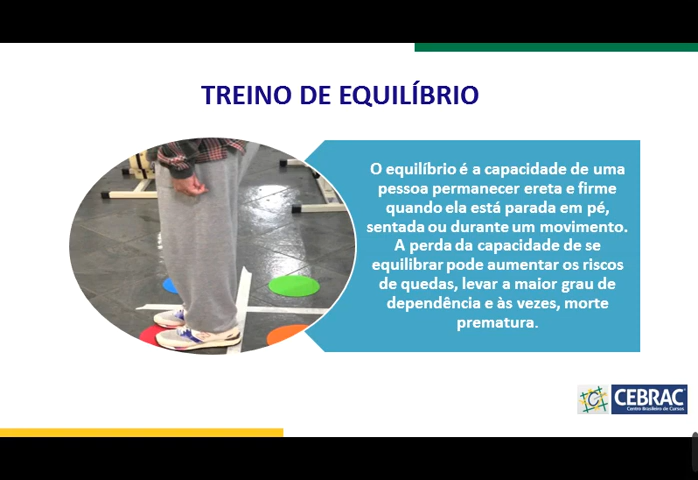 TREINO DE EQUILÍBRIO
O equilíbrio é a capacidade de uma
pessoa permanecer ereta e firme
quando ela está parada em pé,
sentada ou durante um movimento.
A perda da capacidade de se
equilibrar pode aumentar os riscos
de quedas, levar a maior grau de
dependência e às vezes, morte
prematura.
CEBRAC
Centro Brasileiro de Cursos